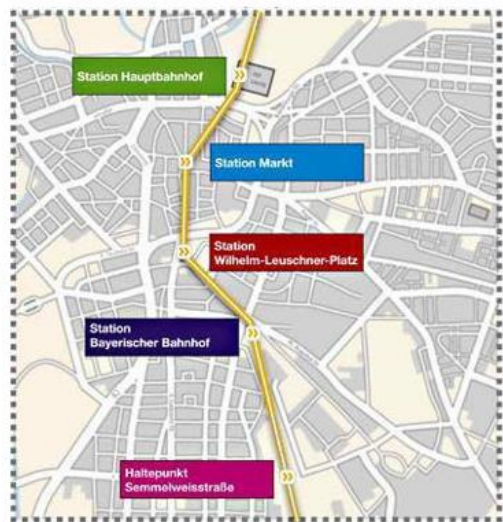 Station Hauptbahnhof
Station Markt
Station
Wilhelm-Leuschner-Platz
Station
Bayerischer Bahnhof
Haltepunkt
Semmelweisstraße